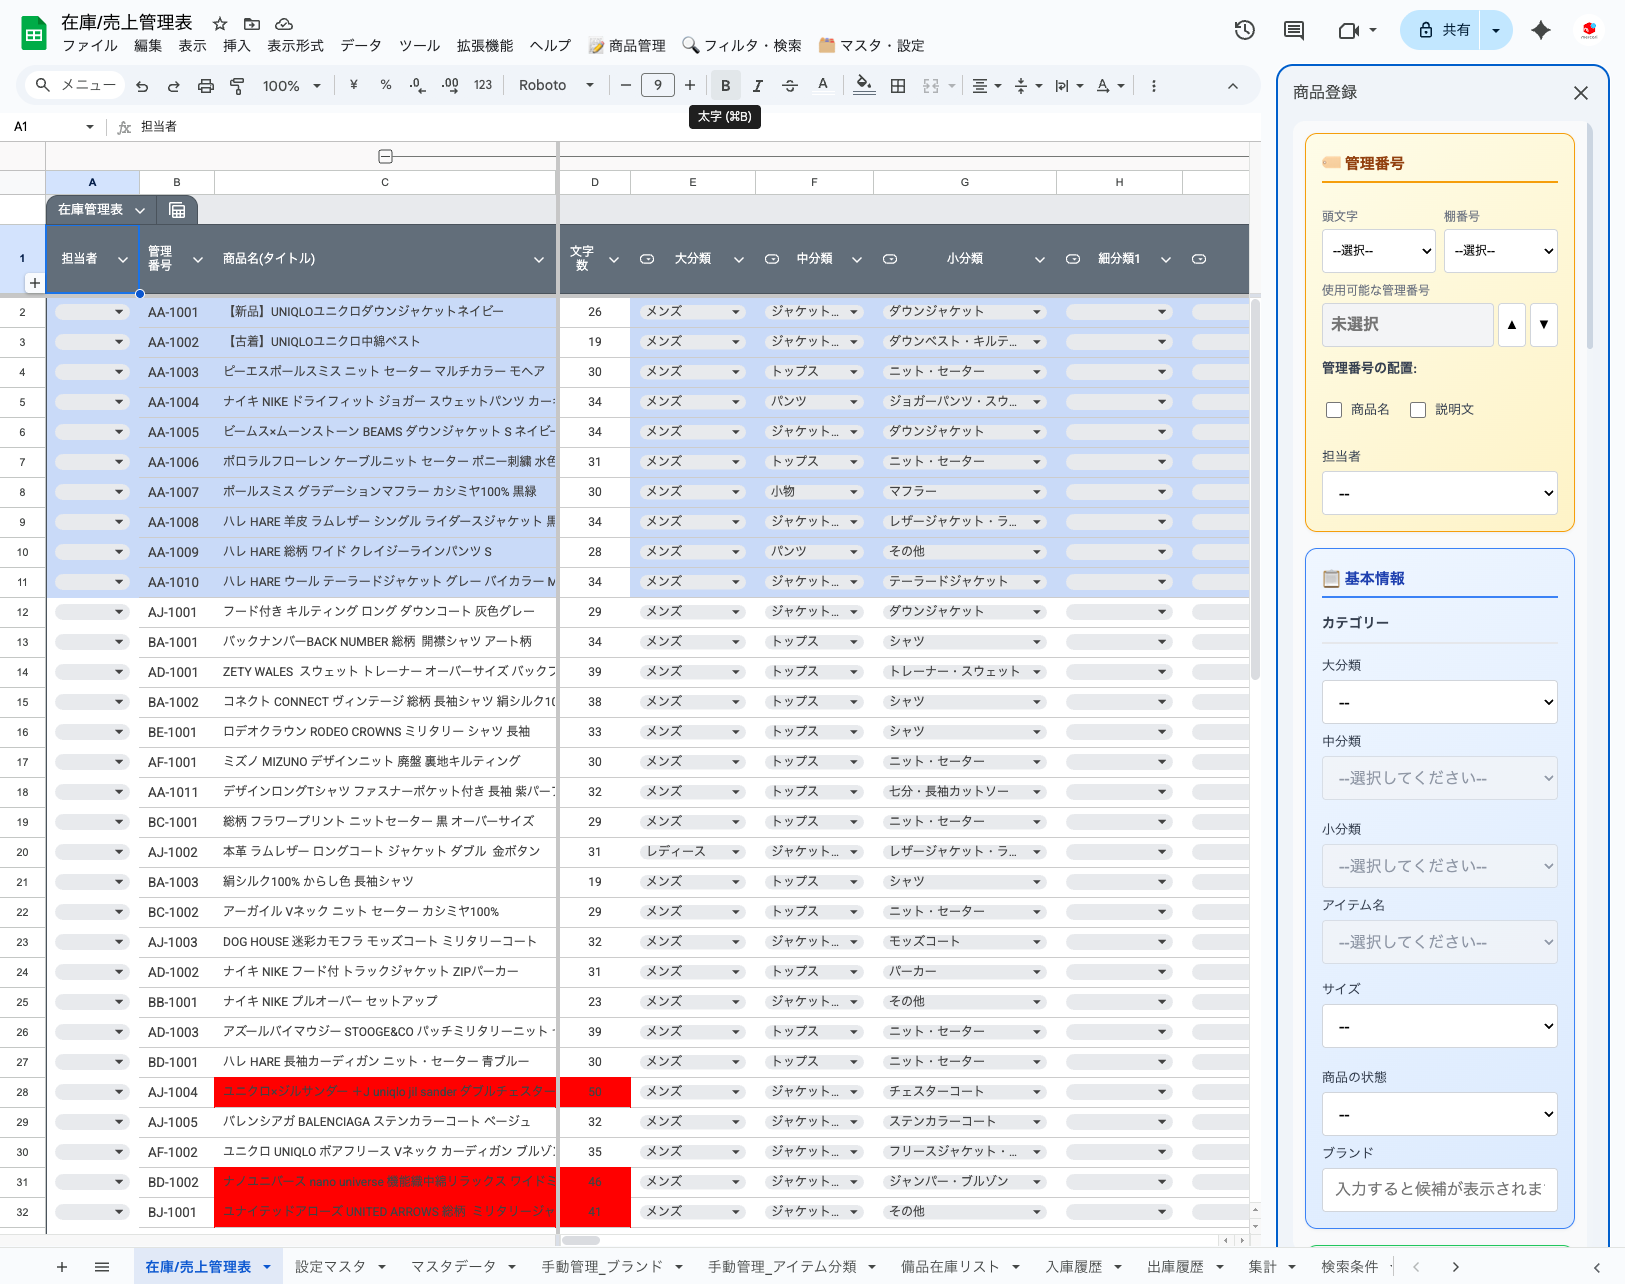 在庫/売上管理表
ファイル 編集 表示 挿入 表示形式 データ ツール 拡張機能 ヘルプ 📝商品管理 🔍フィルタ・検索 🗂️マスタ・設定
共有
メニュー 100% ¥ % .0 .00 123 Roboto 9 B I A
太字 (⌘B)
A1 fx 担当者
A B C D E F G H
在庫管理表
1 担当者 管理番号 商品名(タイトル) 文字数 大分類 中分類 小分類 細分類1
2 AA-1001 【新品】UNIQLOユニクロダウンジャケットネイビー 26 メンズ ジャケット... ダウンジャケット
3 AA-1002 【古着】UNIQLOユニクロ中綿ベスト 19 メンズ ジャケット... ダウンベスト・キルテ...
4 AA-1003 ピーエスポールスミス ニット セーター マルチカラー モヘア 30 メンズ トップス ニット・セーター
5 AA-1004 ナイキ NIKE ドライフィット ジョガー スウェットパンツ カー 34 メンズ パンツ ジョガーパンツ・スウ...
6 AA-1005 ビームス×ムーンストーン BEAMS ダウンジャケット S ネイビー 34 メンズ ジャケット... ダウンジャケット
7 AA-1006 ポロラルフローレン ケーブルニット セーター ポニー刺繍 水色 31 メンズ トップス ニット・セーター
8 AA-1007 ポールスミス グラデーションマフラー カシミヤ100% 黒緑 30 メンズ 小物 マフラー
9 AA-1008 ハレ HARE 羊皮 ラムレザー シングル ライダースジャケット 黒 34 メンズ ジャケット... レザージャケット・ラ...
10 AA-1009 ハレ HARE 総柄 ワイド クレイジーラインパンツ S 28 メンズ パンツ その他
11 AA-1010 ハレ HARE ウール テーラードジャケット グレー バイカラー M 34 メンズ ジャケット... テーラードジャケット
12 AJ-1001 フード付き キルティング ロング ダウンコート 灰色グレー 29 メンズ ジャケット... ダウンジャケット
13 BA-1001 バックナンバーBACK NUMBER 総柄 開襟シャツ アート柄 34 メンズ トップス シャツ
14 AD-1001 ZETY WALES スウェット トレーナー オーバーサイズ バックプ 39 メンズ トップス トレーナー・スウェット
15 BA-1002 コネクト CONNECT ヴィンテージ 総柄 長袖シャツ 絹シルク10 38 メンズ トップス シャツ
16 BE-1001 ロデオクラウン RODEO CROWNS ミリタリー シャツ 長袖 33 メンズ トップス シャツ
17 AF-1001 ミズノ MIZUNO デザインニット 廃盤 裏地キルティング 30 メンズ トップス ニット・セーター
18 AA-1011 デザインロングTシャツ ファスナーポケット付き 長袖 紫パープ 32 メンズ トップス 七分・長袖カットソー
19 BC-1001 総柄 フラワープリント ニットセーター 黒 オーバーサイズ 29 メンズ トップス ニット・セーター
20 AJ-1002 本革 ラムレザー ロングコート ジャケット ダブル 金ボタン 31 レディース ジャケット... レザージャケット・ラ...
21 BA-1003 絹シルク100% からし色 長袖シャツ 19 メンズ トップス シャツ
22 BC-1002 アーガイル Vネック ニット セーター カシミヤ100% 29 メンズ トップス ニット・セーター
23 AJ-1003 DOG HOUSE 迷彩カモフラ モッズコート ミリタリーコート 32 メンズ ジャケット... モッズコート
24 AD-1002 ナイキ NIKE フード付 トラックジャケット ZIPパーカー 31 メンズ トップス パーカー
25 BB-1001 ナイキ NIKE プルオーバー セットアップ 23 メンズ ジャケット... その他
26 AD-1003 アズールバイマウジー STOOGE&CO パッチミリタリーニット 39 メンズ トップス ニット・セーター
27 BD-1001 ハレ HARE 長袖カーディガン ニット・セーター 青ブルー 30 メンズ トップス ニット・セーター
28 AJ-1004 ユニクロ×ジルサンダー +J uniqlo jil sander ダブルチェスター 50 メンズ ジャケット... チェスターコート
29 AJ-1005 バレンシアガ BALENCIAGA ステンカラーコート ベージュ 32 メンズ ジャケット... ステンカラーコート
30 AF-1002 ユニクロ UNIQLO ボアフリース Vネック カーディガン ブルゾン 35 メンズ ジャケット... フリースジャケット・...
31 BD-1002 ナノユニバース nano universe リラックス ワイド 46 メンズ ジャケット... ジャンパー・ブルゾン
32 BJ-1001 ユナイテッドアローズ UNITED ARROWS 総柄 ミリタリージャ 41 メンズ ジャケット... その他
商品登録
管理番号
頭文字 棚番号
--選択-- --選択--
使用可能な管理番号
未選択 ▲ ▼
管理番号の配置:
商品名 説明文
担当者
--
📋 基本情報
カテゴリー
大分類
--
中分類
--選択してください--
小分類
--選択してください--
アイテム名
--選択してください--
サイズ
--
商品の状態
--
ブランド
入力すると候補が表示されま
在庫/売上管理表 設定マスタ マスタデータ 手動管理_ブランド 手動管理_アイテム分類 備品在庫リスト 入庫履歴 出庫履歴 集計 検索条件